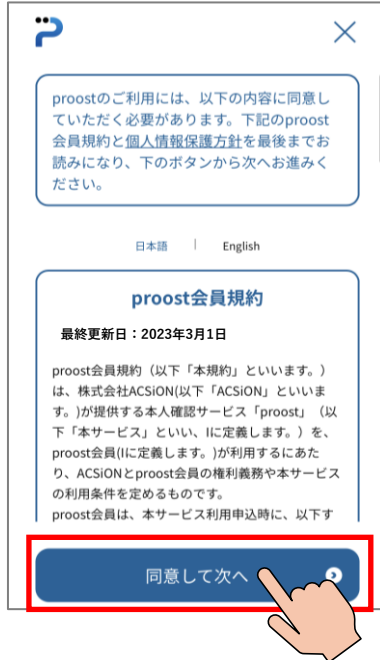 proostのご利用には、以下の内容に同意し
ていただく必要があります。下記のproost
会員規約と個人情報保護方針を最後までお
読みになり、下のボタンから次へお進みく
ださい。
日本語 | English
proost会員規約
最終更新日：2023年3月1日
proost会員規約（以下「本規約」といいます。）
は、株式会社ACSiON(以下「ACSiON」といいま
す。)が提供する本人確認サービス「proost」（以
下「本サービス」といい、Iに定義します。）を、
proost会員(Iに定義します。)が利用するにあた
り、ACSiONとproost会員の権利義務や本サービス
の利用条件を定めるものです。
proost会員は、本サービス利用申込時に、以下す
同意して次へ